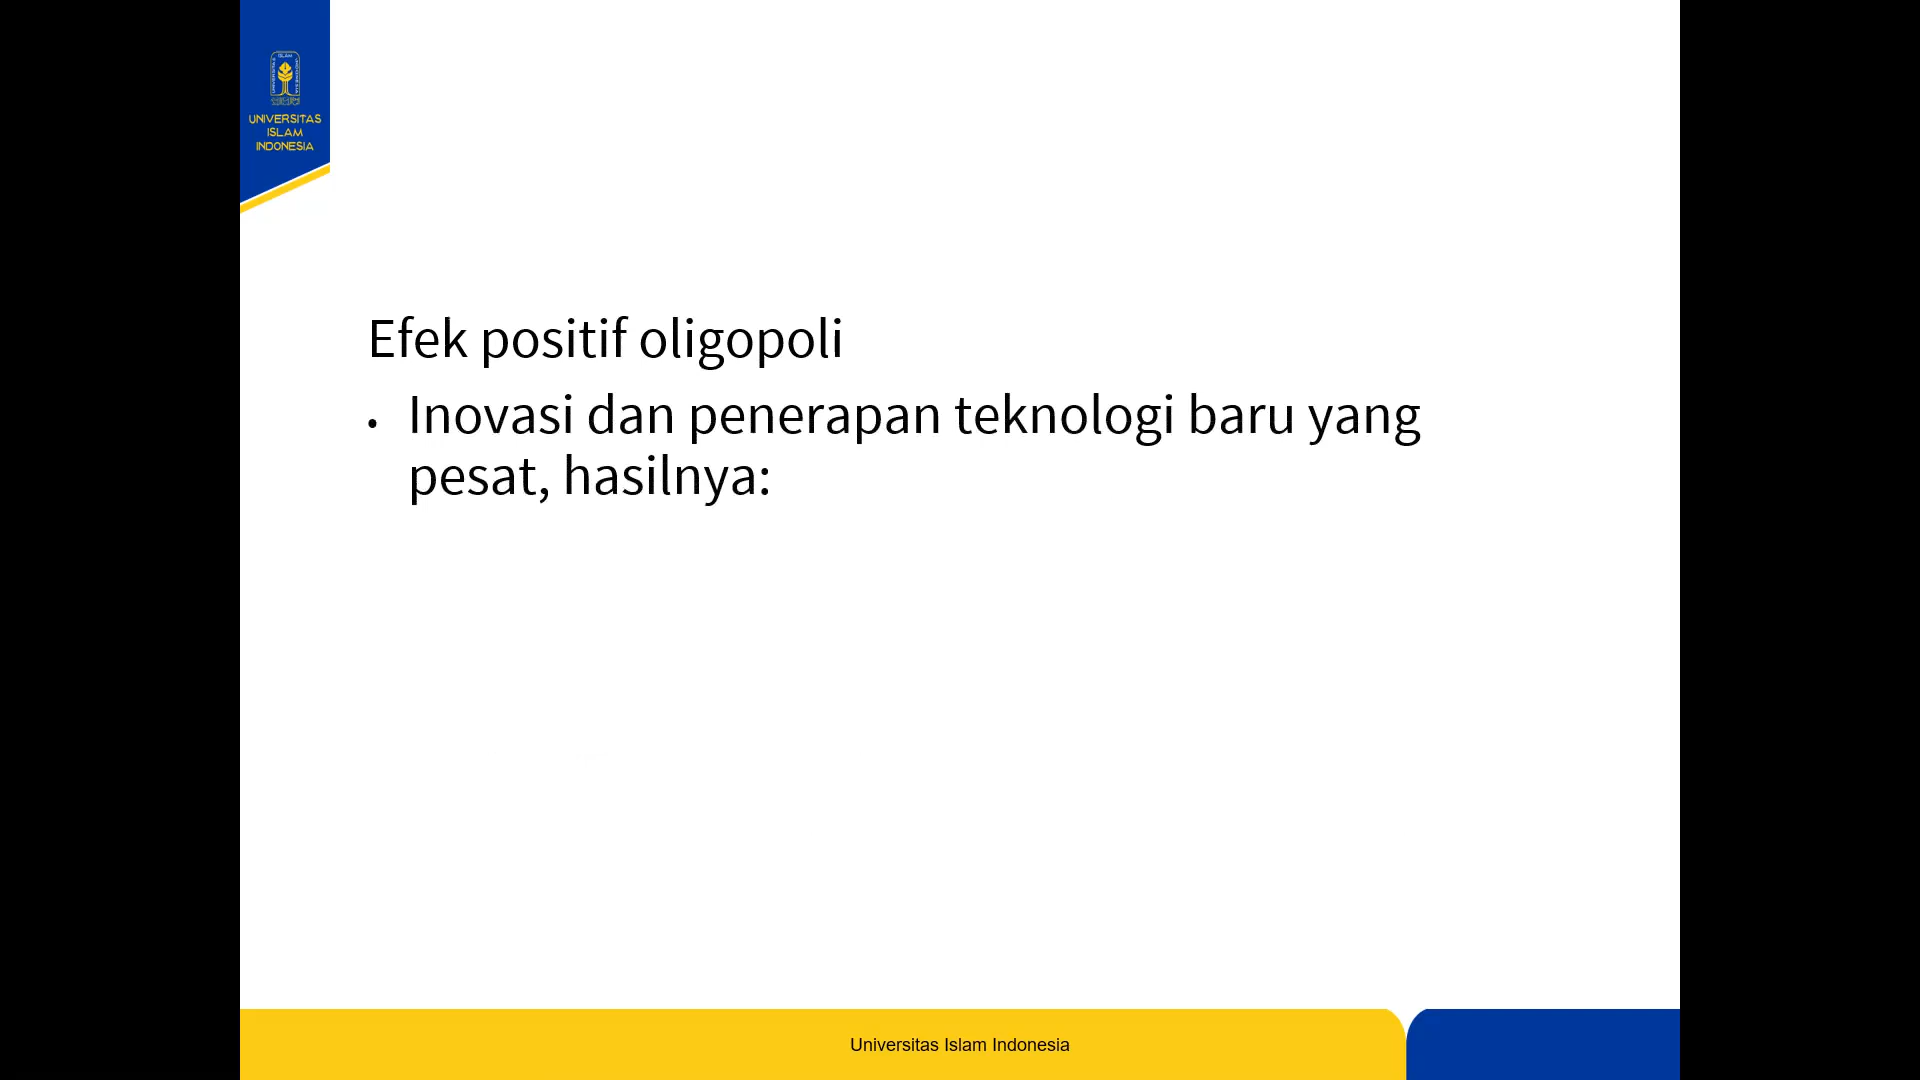 UNIVERSITAS
ISLAM
INDONESIA
Efek positif oligopoli
• Inovasi dan penerapan teknologi baru yang
pesat, hasilnya:
Universitas Islam Indonesia